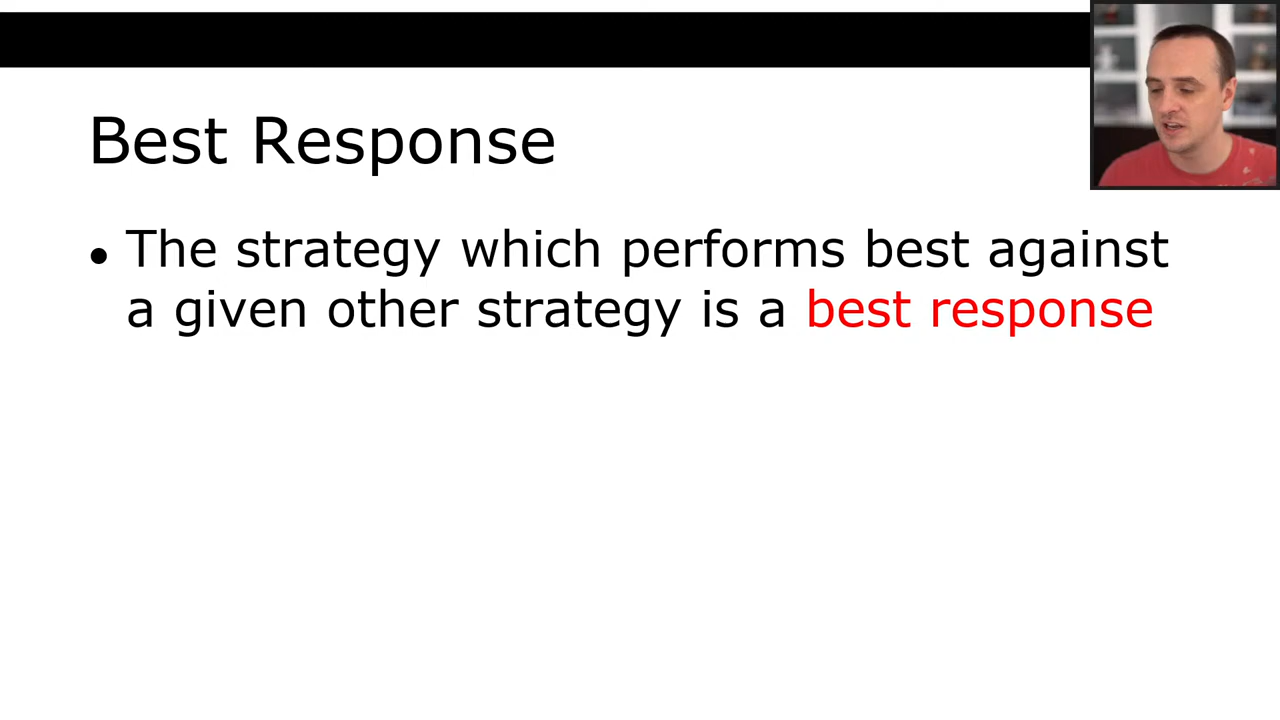 Best Response
• The strategy which performs best against
a given other strategy is a best response